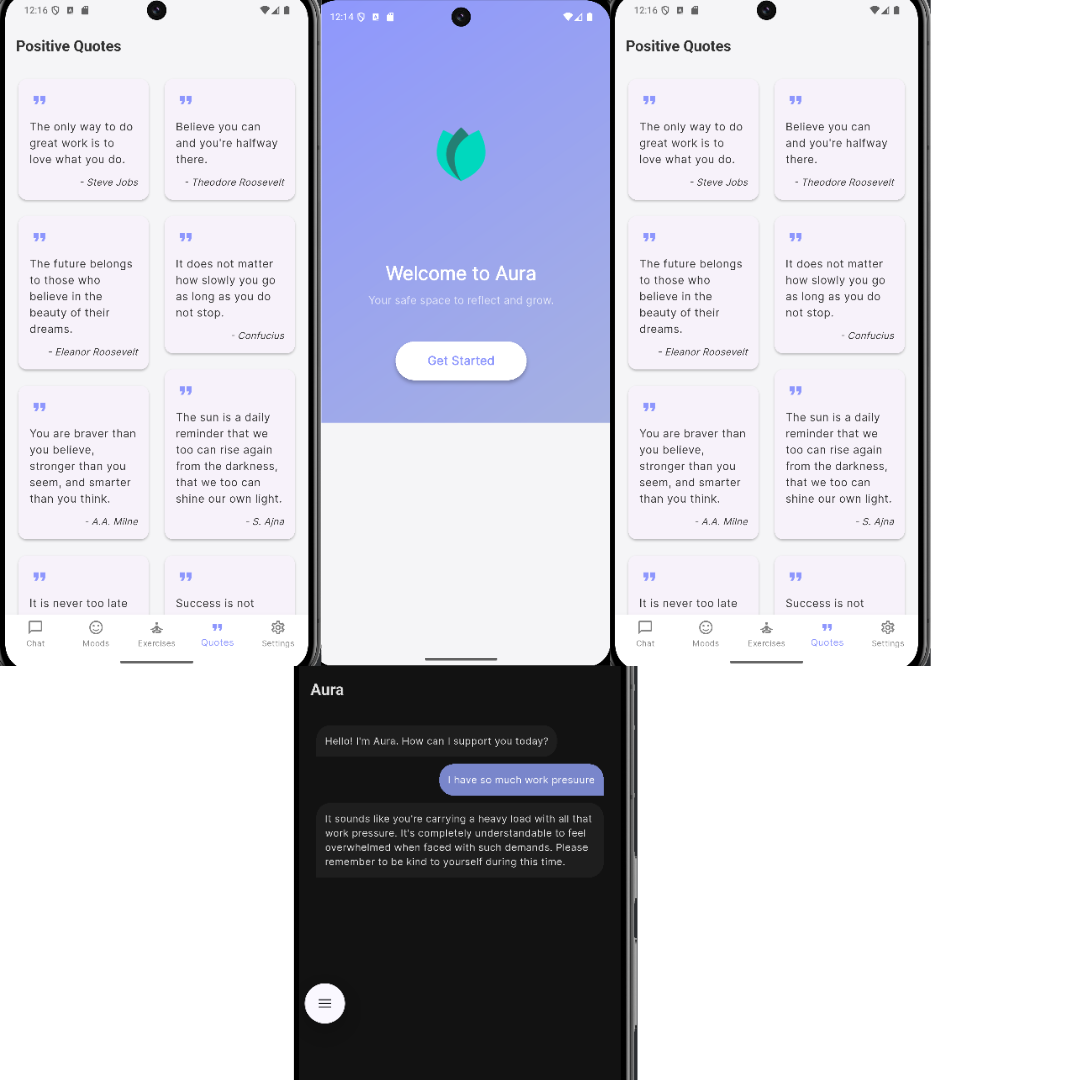 12:16
Positive Quotes
The only way to do
great work is to
love what you do.
- Steve Jobs
Believe you can
and you're halfway
there.
- Theodore Roosevelt
The future belongs
to those who
believe in the
beauty of their
dreams.
- Eleanor Roosevelt
It does not matter
how slowly you go
as long as you do
not stop.
- Confucius
You are braver than
you believe,
stronger than you
seem, and smarter
than you think.
- A.A. Milne
The sun is a daily
reminder that we
too can rise again
from the darkness,
that we too can
shine our own light.
- S. Ajna
It is never too late
Success is not
Chat Moods Exercises Quotes Settings
12:14
Welcome to Aura
Your safe space to reflect and grow.
Get Started
12:16
Positive Quotes
The only way to do
great work is to
love what you do.
- Steve Jobs
Believe you can
and you're halfway
there.
- Theodore Roosevelt
The future belongs
to those who
believe in the
beauty of their
dreams.
- Eleanor Roosevelt
It does not matter
how slowly you go
as long as you do
not stop.
- Confucius
You are braver than
you believe,
stronger than you
seem, and smarter
than you think.
- A.A. Milne
The sun is a daily
reminder that we
too can rise again
from the darkness,
that we too can
shine our own light.
- S. Ajna
It is never too late
Success is not
Chat Moods Exercises Quotes Settings
Aura
Hello! I'm Aura. How can I support you today?
I have so much work presuure
It sounds like you're carrying a heavy load with all that
work pressure. It's completely understandable to feel
overwhelmed when faced with such demands. Please
remember to be kind to yourself during this time.